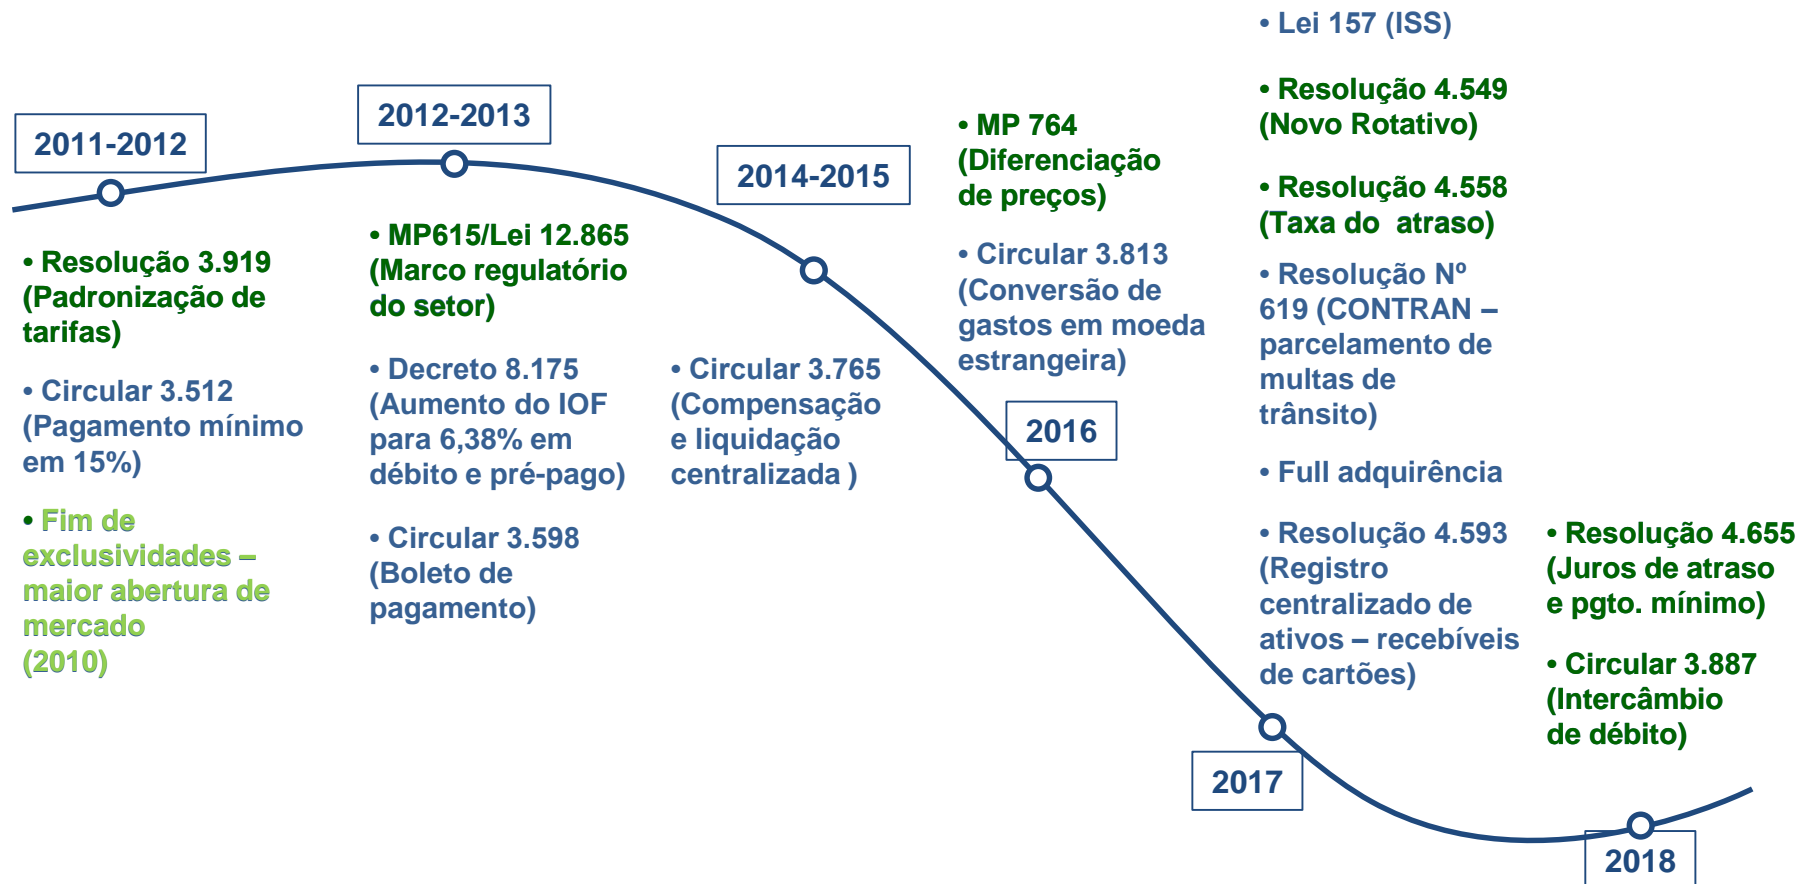 2011-2012
• Resolução 3.919
(Padronização de
tarifas)
• Circular 3.512
(Pagamento mínimo
em 15%)
• Fim de
exclusividades –
maior abertura de
mercado
(2010)
2012-2013
• MP615/Lei 12.865
(Marco regulatório
do setor)
• Decreto 8.175
(Aumento do IOF
para 6,38% em
débito e pré-pago)
• Circular 3.598
(Boleto de
pagamento)
2014-2015
• Circular 3.765
(Compensação
e liquidação
centralizada )
• MP 764
(Diferenciação
de preços)
• Circular 3.813
(Conversão de
gastos em moeda
estrangeira)
2016
• Lei 157 (ISS)
• Resolução 4.549
(Novo Rotativo)
• Resolução 4.558
(Taxa do  atraso)
• Resolução Nº
619 (CONTRAN –
parcelamento de
multas de
trânsito)
• Full adquirência
• Resolução 4.593
(Registro
centralizado de
ativos – recebíveis
de cartões)
2017
• Resolução 4.655
(Juros de atraso
e pgto. mínimo)
• Circular 3.887
(Intercâmbio
de débito)
2018